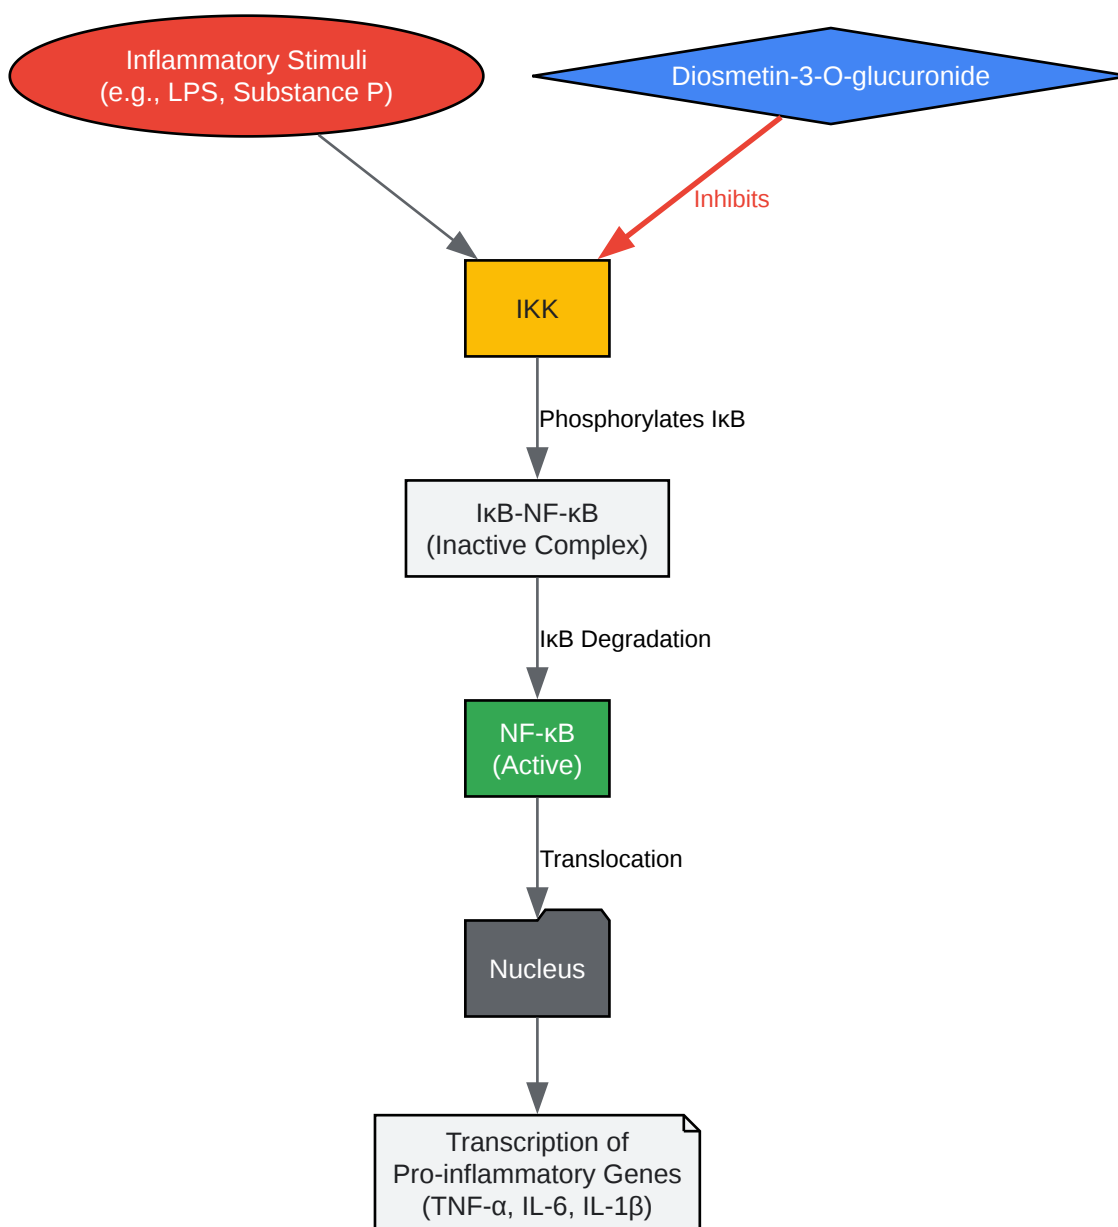 Inflammatory Stimuli
(e.g., LPS, Substance P)
Diosmetin-3-O-glucuronide
Inhibits
IKK
Phosphorylates IκB
IκB-NF-κB
(Inactive Complex)
IκB Degradation
NF-κB
(Active)
Translocation
Nucleus
Transcription of
Pro-inflammatory Genes
(TNF-α, IL-6, IL-1β)